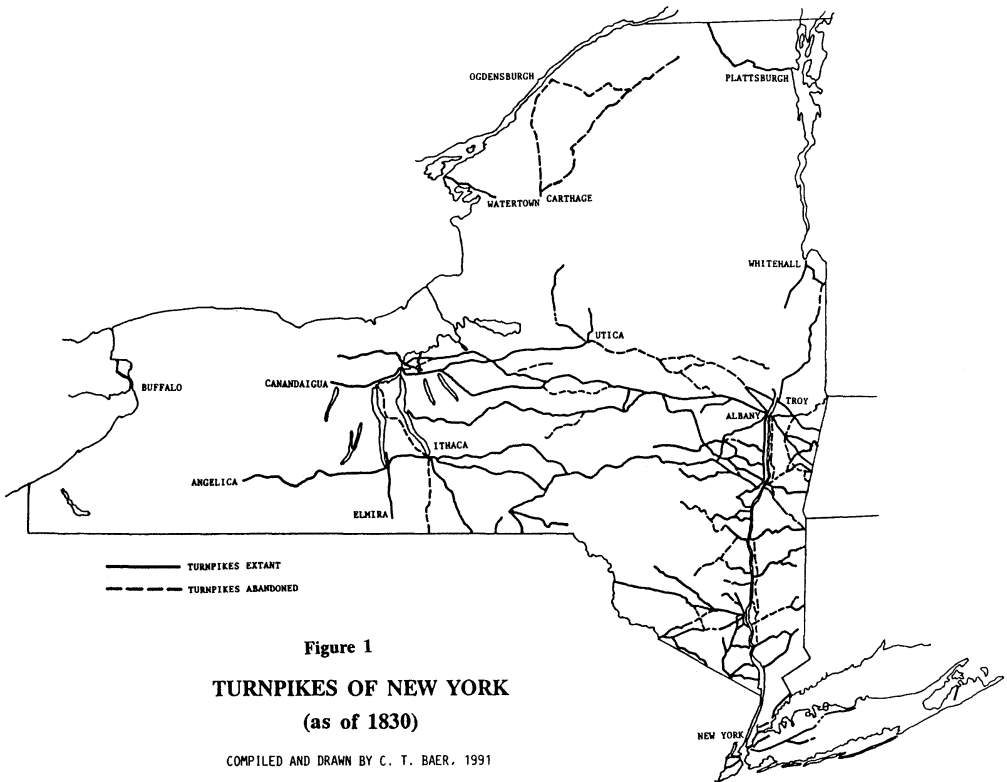 OGDENSBURGH
PLATTSBURGH
WATERTOWN
CARTHAGE
WHITEHALL
UTICA
BUFFALO
CANANDAIGUA
TROY
ALBANY
ITHACA
ANGELICA
ELMIRA
TURNPIKES EXTANT
TURNPIKES ABANDONED
Figure 1
TURNPIKES OF NEW YORK
(as of 1830)
NEW YORK
COMPILED AND DRAWN BY C. T. BAER, 1991